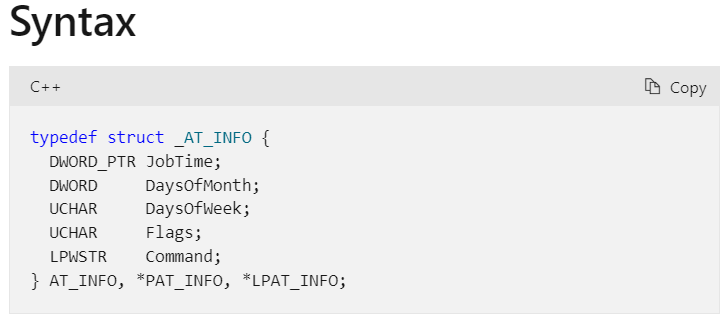 Syntax
C++
Copy
typedef struct _AT_INFO {
  DWORD_PTR JobTime;
  DWORD     DaysOfMonth;
  UCHAR     DaysOfWeek;
  UCHAR     Flags;
  LPWSTR    Command;
} AT_INFO, *PAT_INFO, *LPAT_INFO;